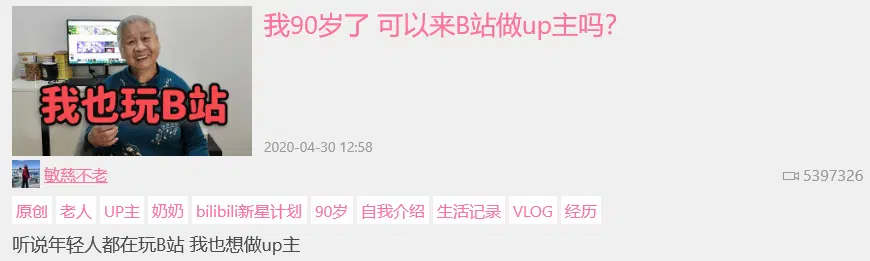 我90岁了 可以来B站做up主吗？
我也玩B站
2020-04-30 12:58
敏慈不老
5397326
原创 老人 UP主 奶奶 bilibili新星计划 90岁 自我介绍 生活记录 VLOG 经历
听说年轻人都在玩B站 我也想做up主